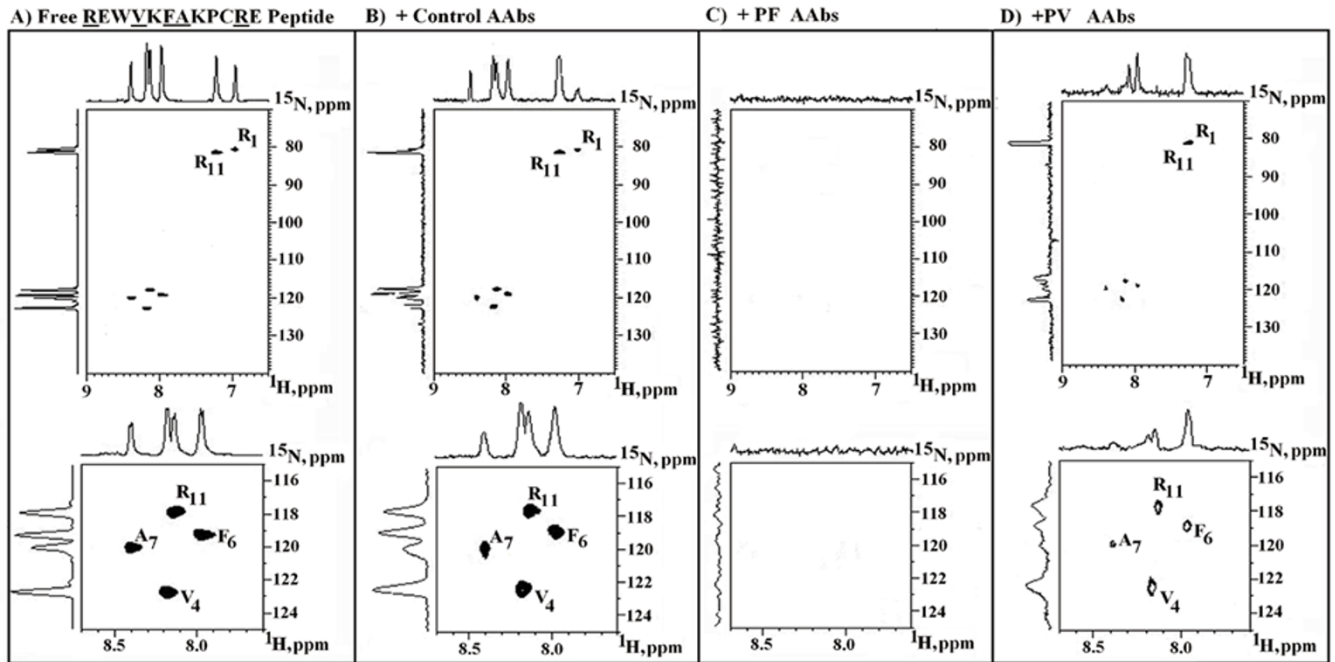 A) Free REWVKFAKPCRE Peptide
B) + Control AAbs
C) + PF AAbs
D) +PV AAbs
15N, ppm
R1
R11
80
90
100
110
120
130
9 8 7
1H, ppm
15N, ppm
R1
R11
80
90
100
110
120
130
9 8 7
1H, ppm
15N, ppm
80
90
100
110
120
130
9 8 7
1H, ppm
15N, ppm
R1
R11
80
90
100
110
120
130
9 8 7
1H, ppm
15N, ppm
R11
A7
F6
V4
116
118
120
122
124
8.5 8.0
1H, ppm
15N, ppm
R11
A7
F6
V4
116
118
120
122
124
8.5 8.0
1H, ppm
15N, ppm
116
118
120
122
124
8.5 8.0
1H, ppm
15N, ppm
R11
A7
F6
V4
116
118
120
122
124
8.5 8.0
1H, ppm